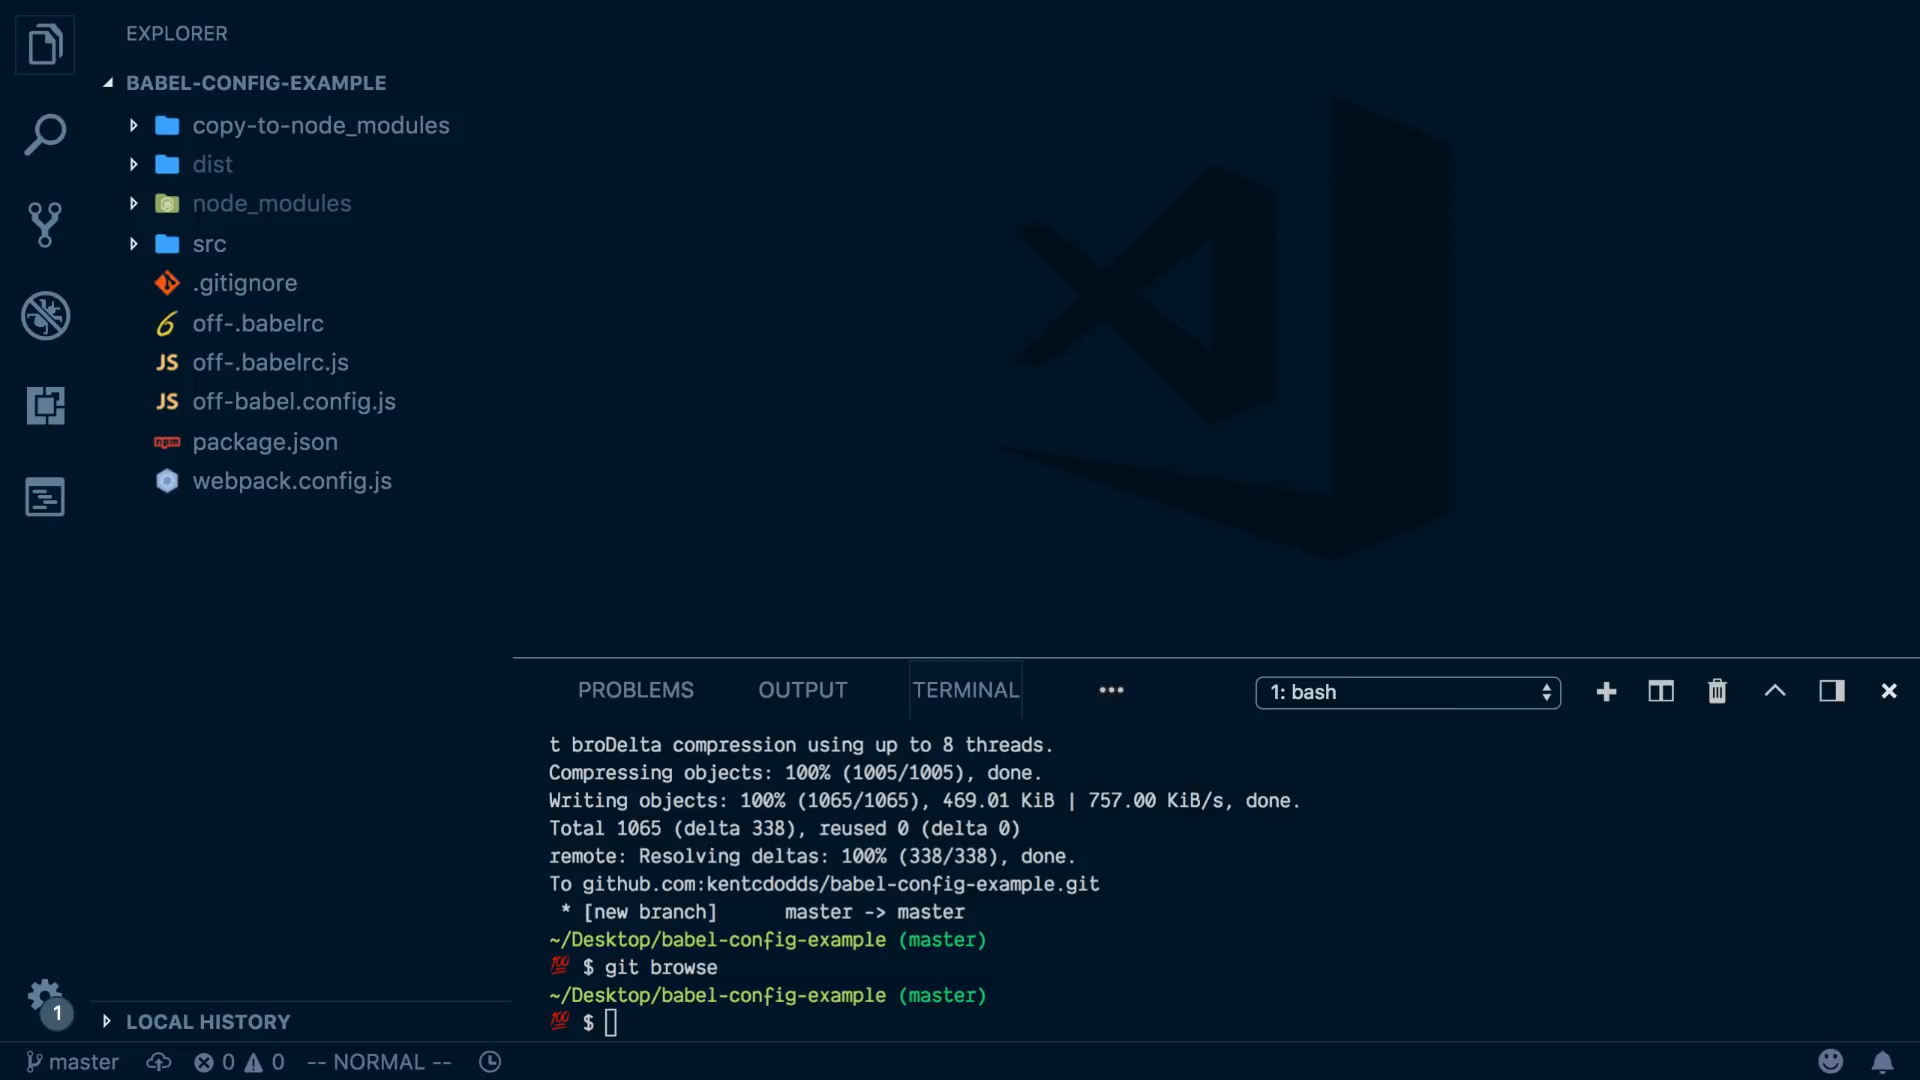 EXPLORER
BABEL-CONFIG-EXAMPLE
copy-to-node_modules
dist
node_modules
src
.gitignore
6 off-.babelrc
JS off-.babelrc.js
JS off-babel.config.js
npm package.json
webpack.config.js
PROBLEMS OUTPUT TERMINAL ••• 1: bash
t broDelta compression using up to 8 threads.
Compressing objects: 100% (1005/1005), done.
Writing objects: 100% (1065/1065), 469.01 KiB | 757.00 KiB/s, done.
Total 1065 (delta 338), reused 0 (delta 0)
remote: Resolving deltas: 100% (338/338), done.
To github.com:kentcdodds/babel-config-example.git
* [new branch] master -> master
~/Desktop/babel-config-example (master)
💯 $ git browse
~/Desktop/babel-config-example (master)
💯 $
1
LOCAL HISTORY
master 0 0 -- NORMAL --